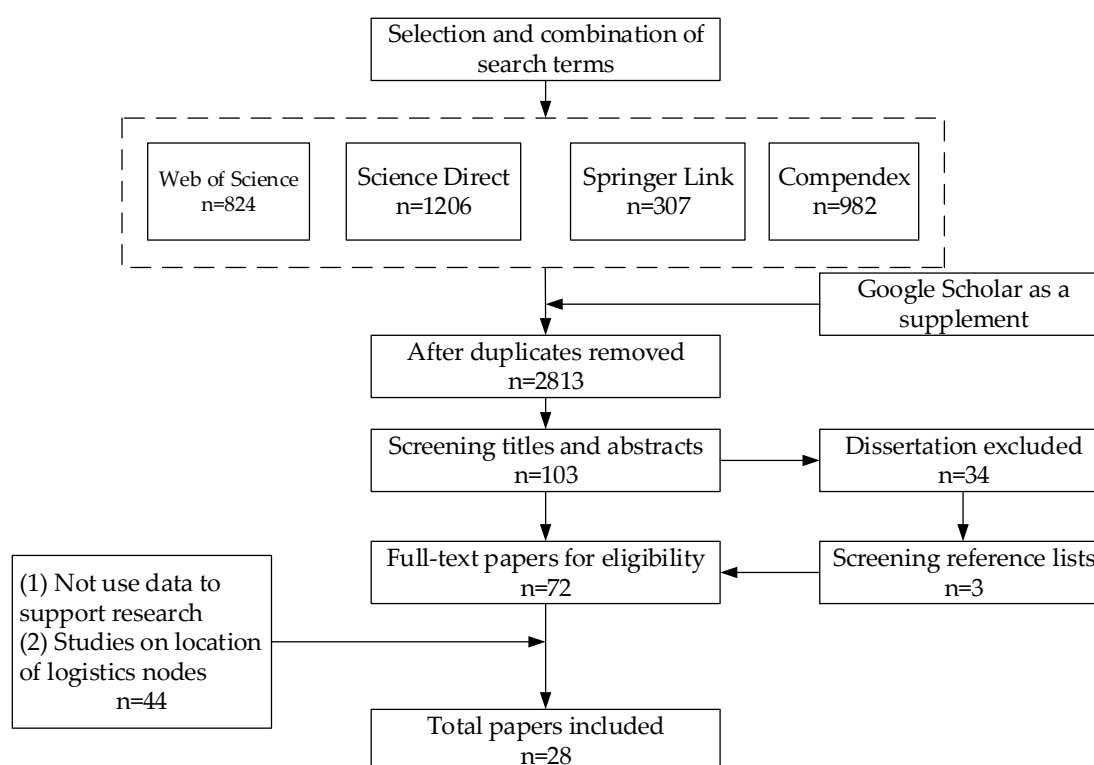 Selection and combination of
search terms
Web of Science
n=824
Science Direct
n=1206
Springer Link
n=307
Compendex
n=982
Google Scholar as a
supplement
After duplicates removed
n=2813
Screening titles and abstracts
n=103
Dissertation excluded
n=34
Full-text papers for eligibility
n=72
Screening reference lists
n=3
(1) Not use data to
support research
(2) Studies on location
of logistics nodes
n=44
Total papers included
n=28